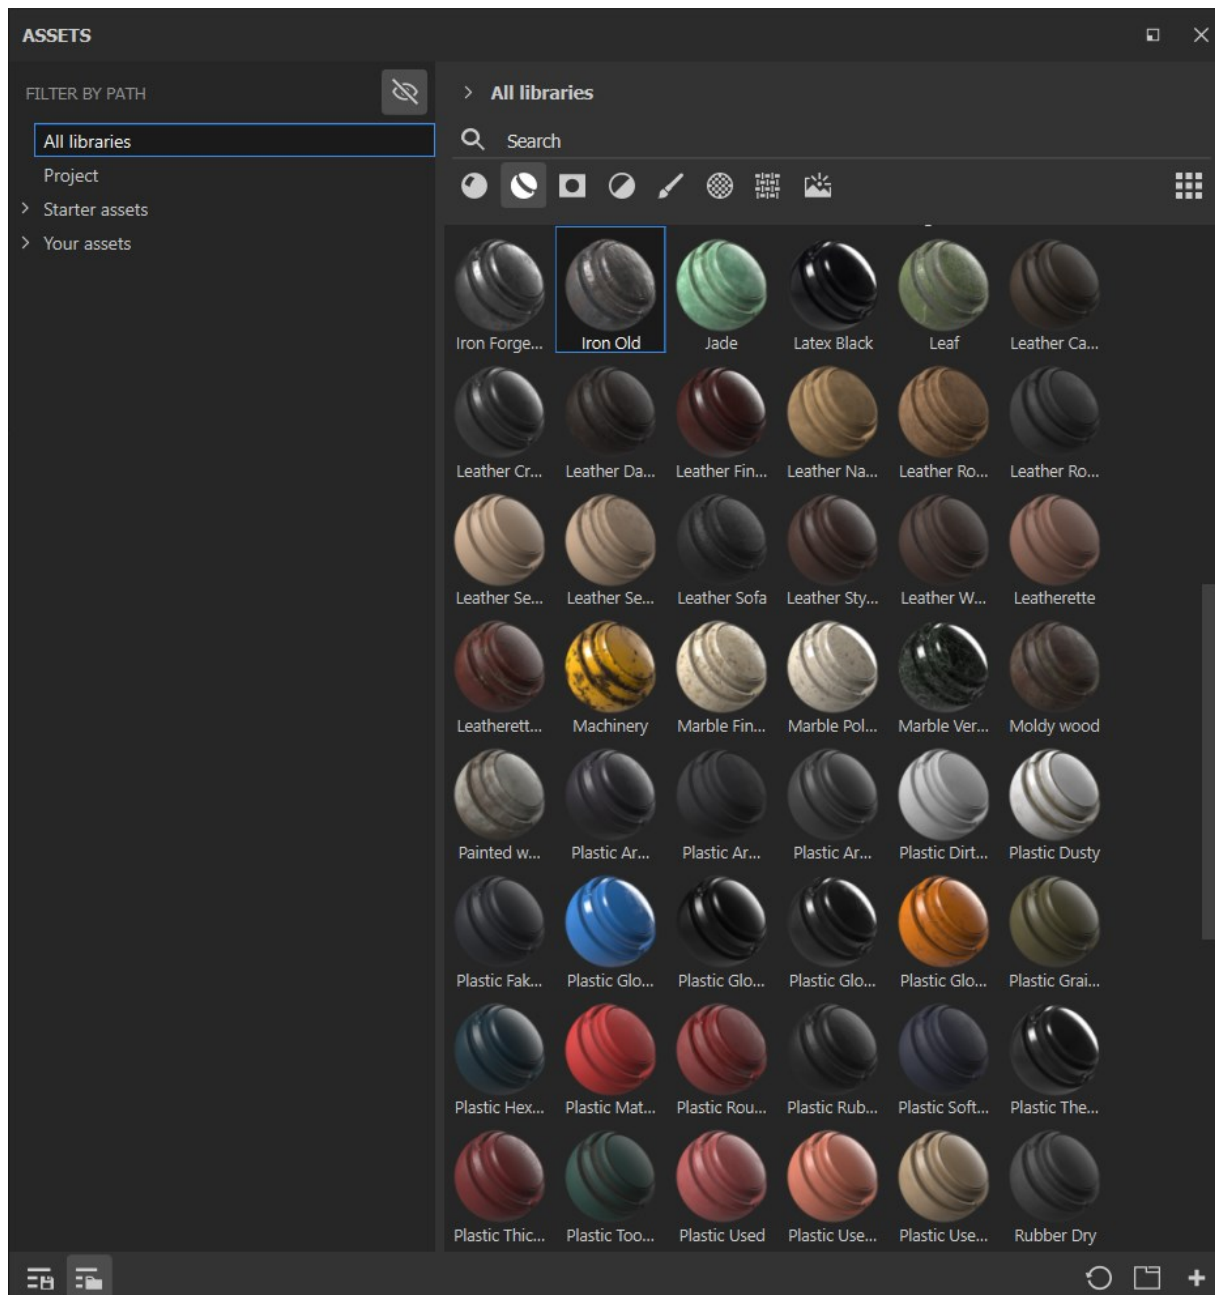 ASSETS
FILTER BY PATH
All libraries
Project
Starter assets
Your assets
All libraries
Search
Iron Forge... Iron Old Jade Latex Black Leaf Leather Ca...
Leather Cr... Leather Da... Leather Fin... Leather Na... Leather Ro... Leather Ro...
Leather Se... Leather Se... Leather Sofa Leather Sty... Leather W... Leatherette
Leatherett... Machinery Marble Fin... Marble Pol... Marble Ver... Moldy wood
Painted w... Plastic Ar... Plastic Ar... Plastic Ar... Plastic Dirt... Plastic Dusty
Plastic Fak... Plastic Glo... Plastic Glo... Plastic Glo... Plastic Glo... Plastic Grai...
Plastic Hex... Plastic Mat... Plastic Rou... Plastic Rub... Plastic Soft... Plastic The...
Plastic Thic... Plastic Too... Plastic Used Plastic Use... Plastic Use... Rubber Dry